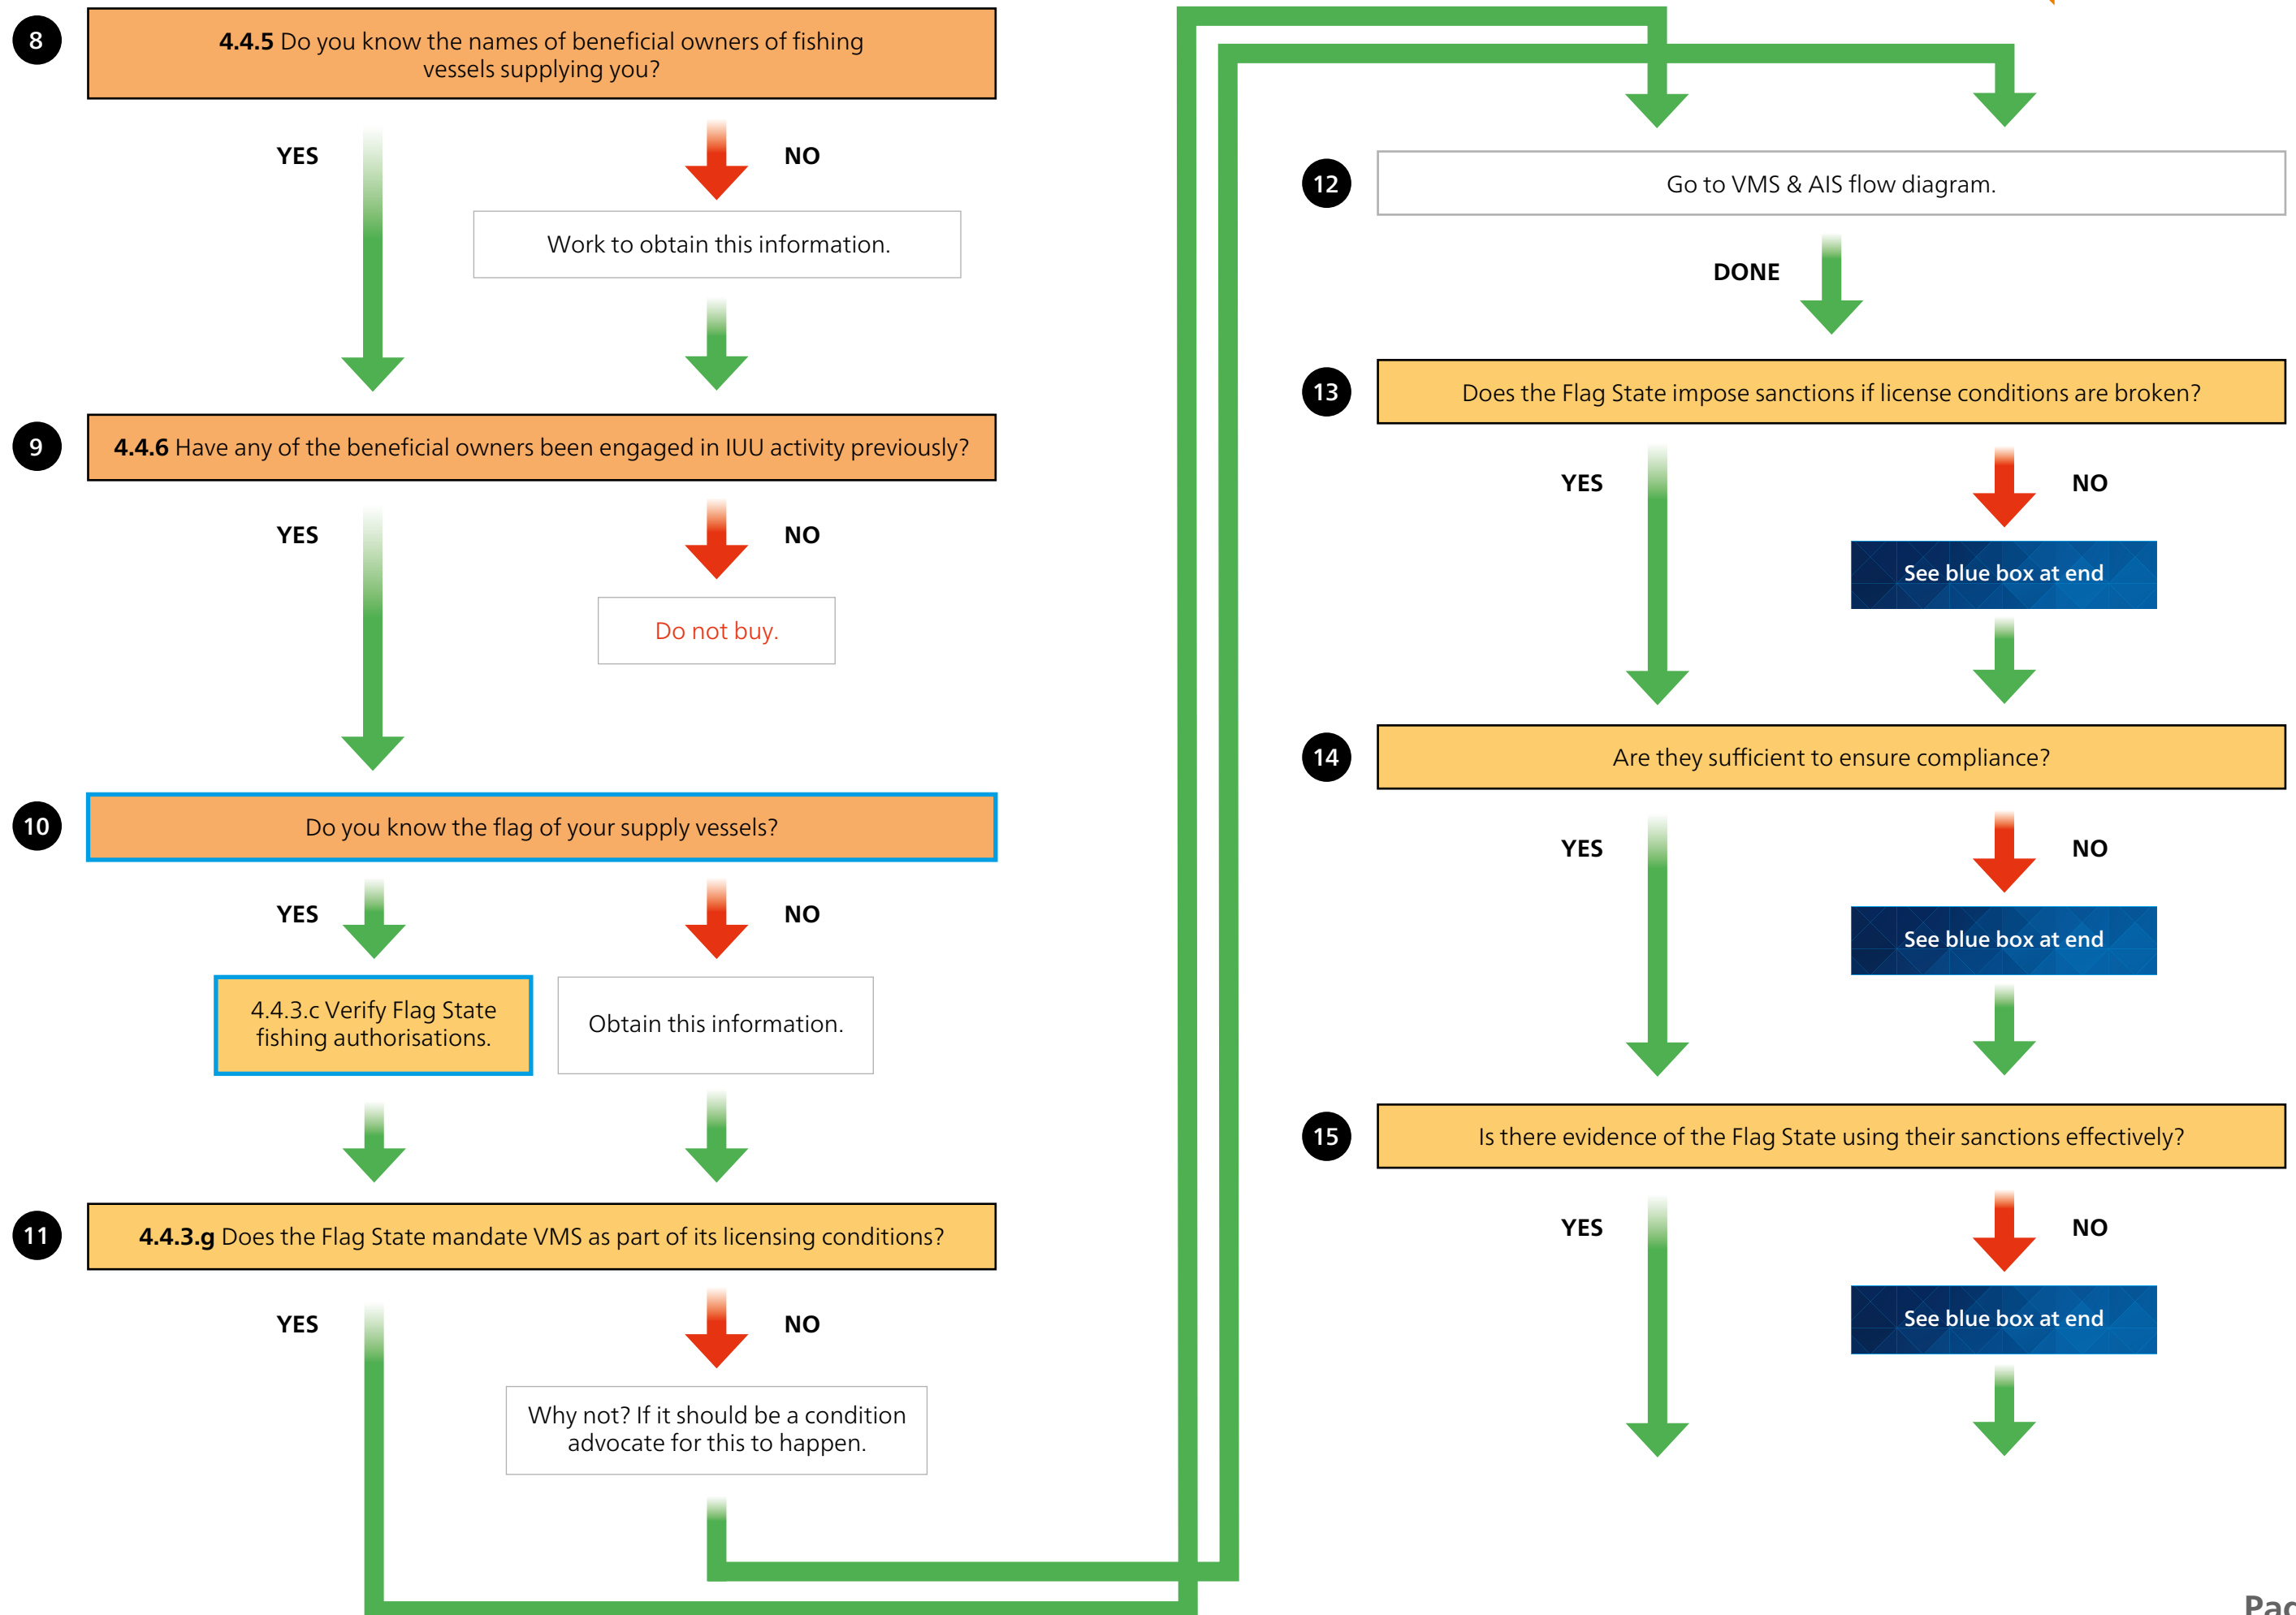 8
4.4.5 Do you know the names of beneficial owners of fishing
vessels supplying you?
YES
NO
Work to obtain this information.
9
4.4.6 Have any of the beneficial owners been engaged in IUU activity previously?
YES
NO
Do not buy.
10
Do you know the flag of your supply vessels?
YES
NO
4.4.3.c Verify Flag State
fishing authorisations.
Obtain this information.
11
4.4.3.g Does the Flag State mandate VMS as part of its licensing conditions?
YES
NO
Why not? If it should be a condition
advocate for this to happen.
12
Go to VMS & AIS flow diagram.
DONE
13
Does the Flag State impose sanctions if license conditions are broken?
YES
NO
See blue box at end
14
Are they sufficient to ensure compliance?
YES
NO
See blue box at end
15
Is there evidence of the Flag State using their sanctions effectively?
YES
NO
See blue box at end